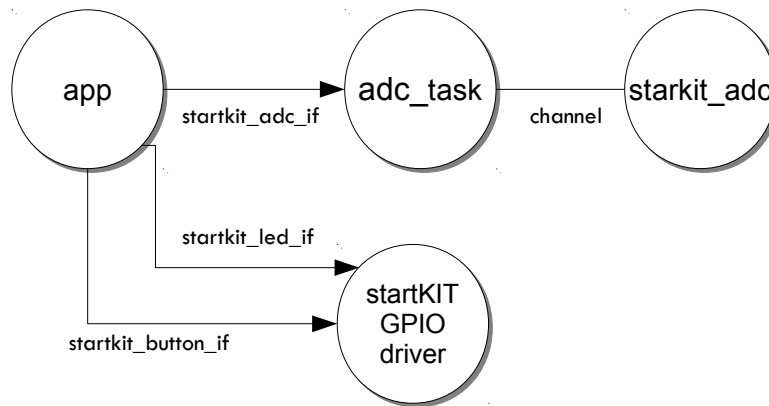 app
adc_task
starkit_adc
startkit_adc_if
channel
startkit_led_if
startKIT
GPIO
driver
startkit_button_if